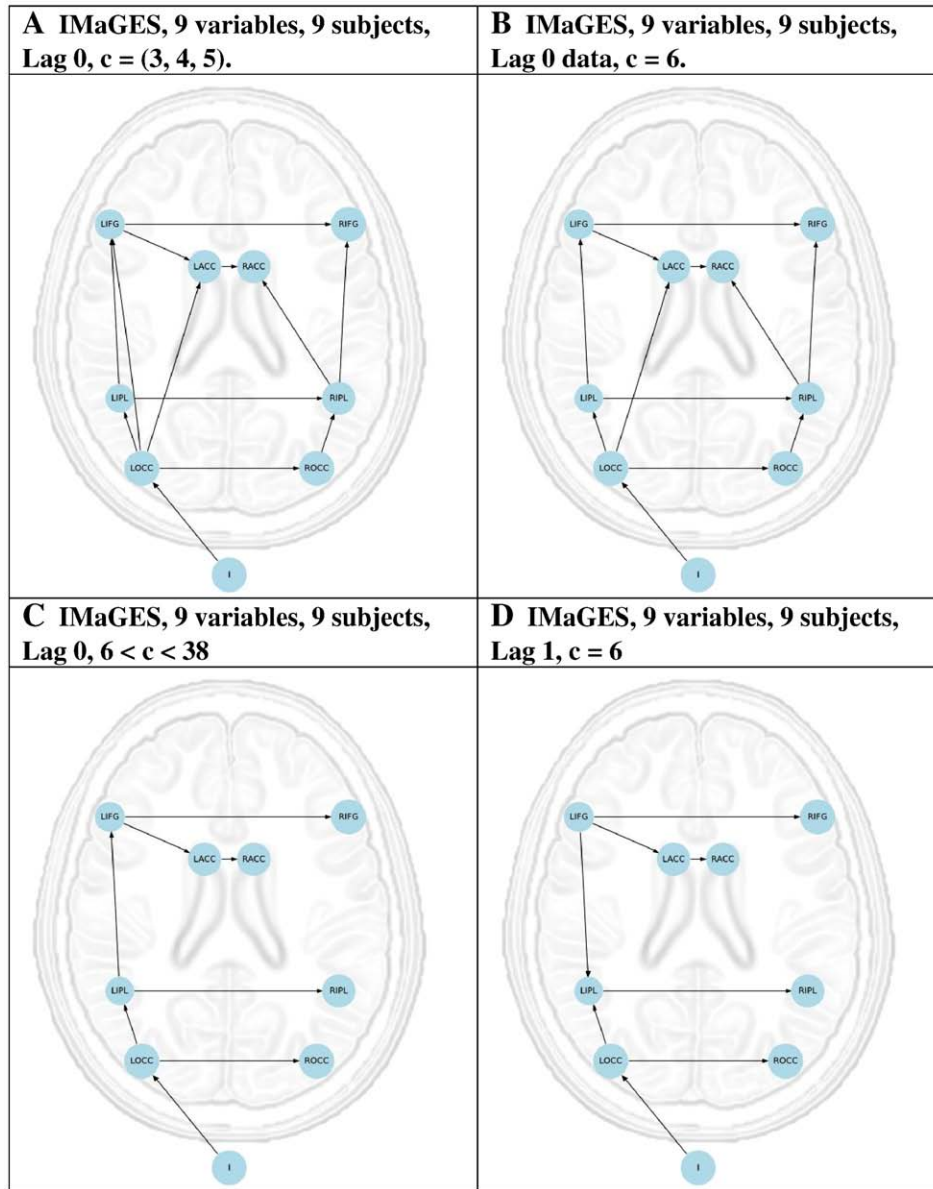 A IMaGES, 9 variables, 9 subjects,
Lag 0, c = (3, 4, 5).
LIFG
RIFG
LACC
RACC
LIPL
RIPL
LOCC
ROCC
I
B IMaGES, 9 variables, 9 subjects,
Lag 0 data, c = 6.
LIFG
RIFG
LACC
RACC
LIPL
RIPL
LOCC
ROCC
I
C IMaGES, 9 variables, 9 subjects,
Lag 0, 6 < c < 38
LIFG
RIFG
LACC
RACC
LIPL
RIPL
LOCC
ROCC
I
D IMaGES, 9 variables, 9 subjects,
Lag 1, c = 6
LIFG
RIFG
LACC
RACC
LIPL
RIPL
LOCC
ROCC
I